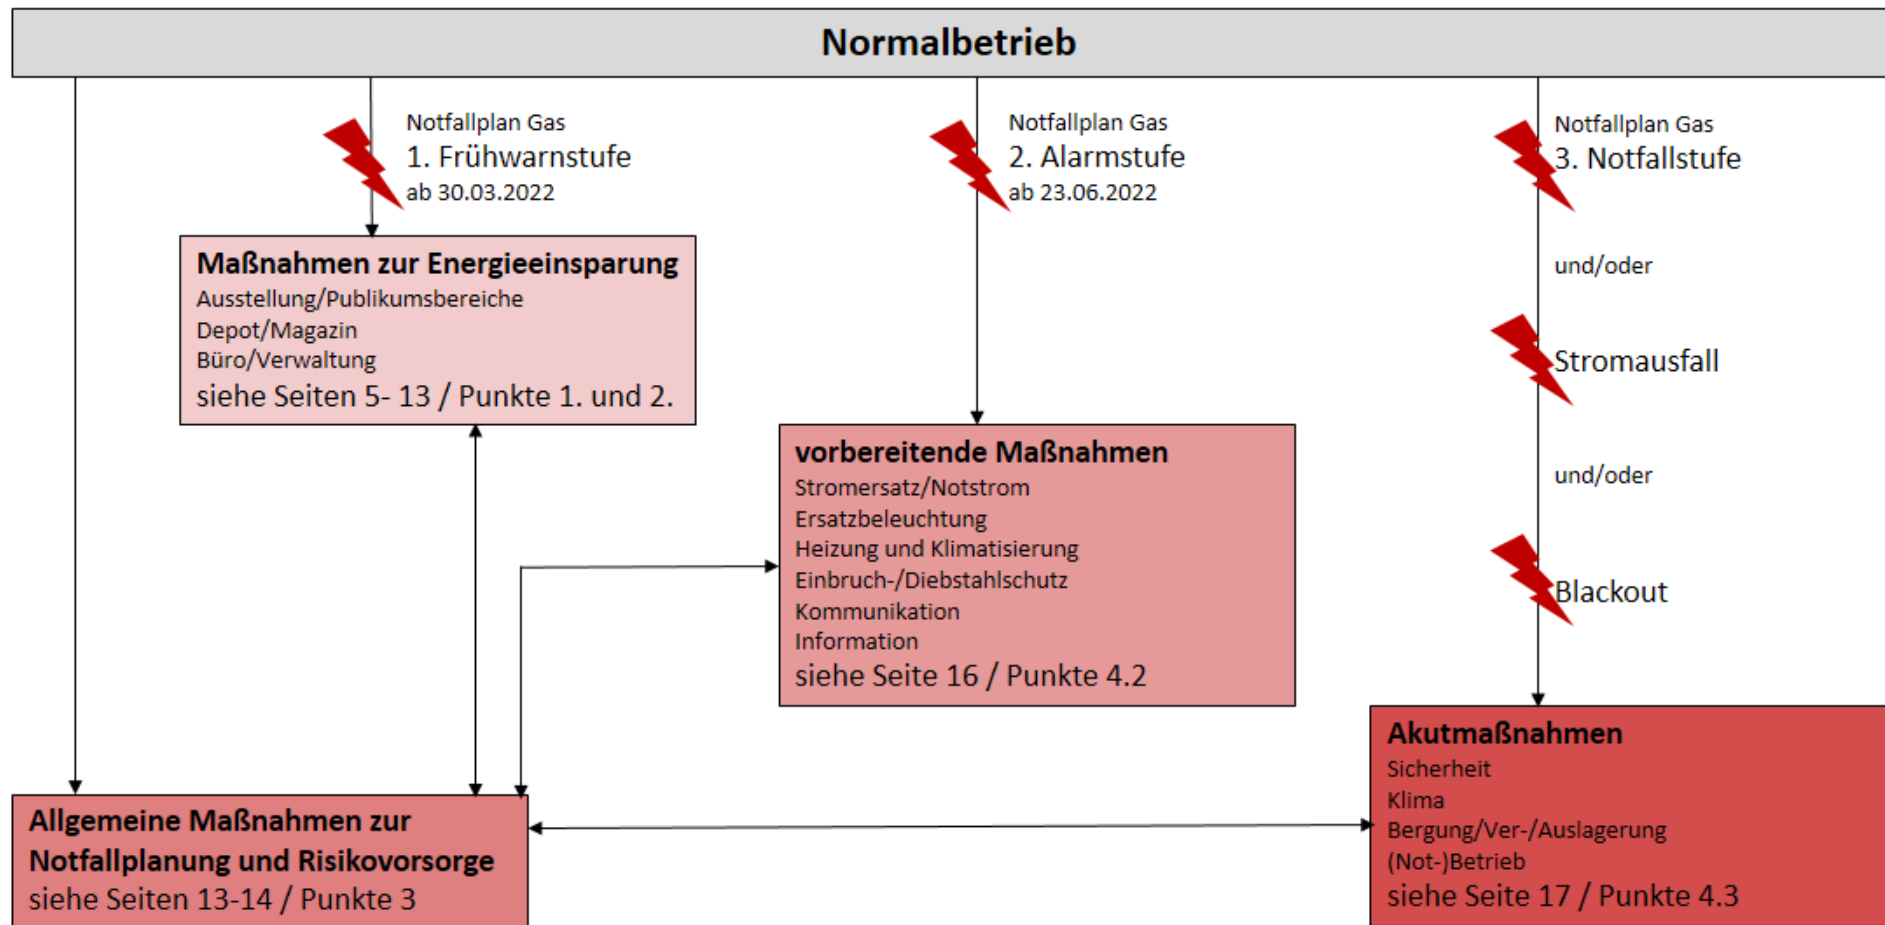 Normalbetrieb
Notfallplan Gas
1. Frühwarnstufe
ab 30.03.2022
Notfallplan Gas
2. Alarmstufe
ab 23.06.2022
Notfallplan Gas
3. Notfallstufe
und/oder
Stromausfall
und/oder
Blackout
Maßnahmen zur Energieeinsparung
Ausstellung/Publikumsbereiche
Depot/Magazin
Büro/Verwaltung
siehe Seiten 5- 13 / Punkte 1. und 2.
vorbereitende Maßnahmen
Stromersatz/Notstrom
Ersatzbeleuchtung
Heizung und Klimatisierung
Einbruch-/Diebstahlschutz
Kommunikation
Information
siehe Seite 16 / Punkte 4.2
Akutmaßnahmen
Sicherheit
Klima
Bergung/Ver-/Auslagerung
(Not-)Betrieb
siehe Seite 17 / Punkte 4.3
Allgemeine Maßnahmen zur
Notfallplanung und Risikovorsorge
siehe Seiten 13-14 / Punkte 3